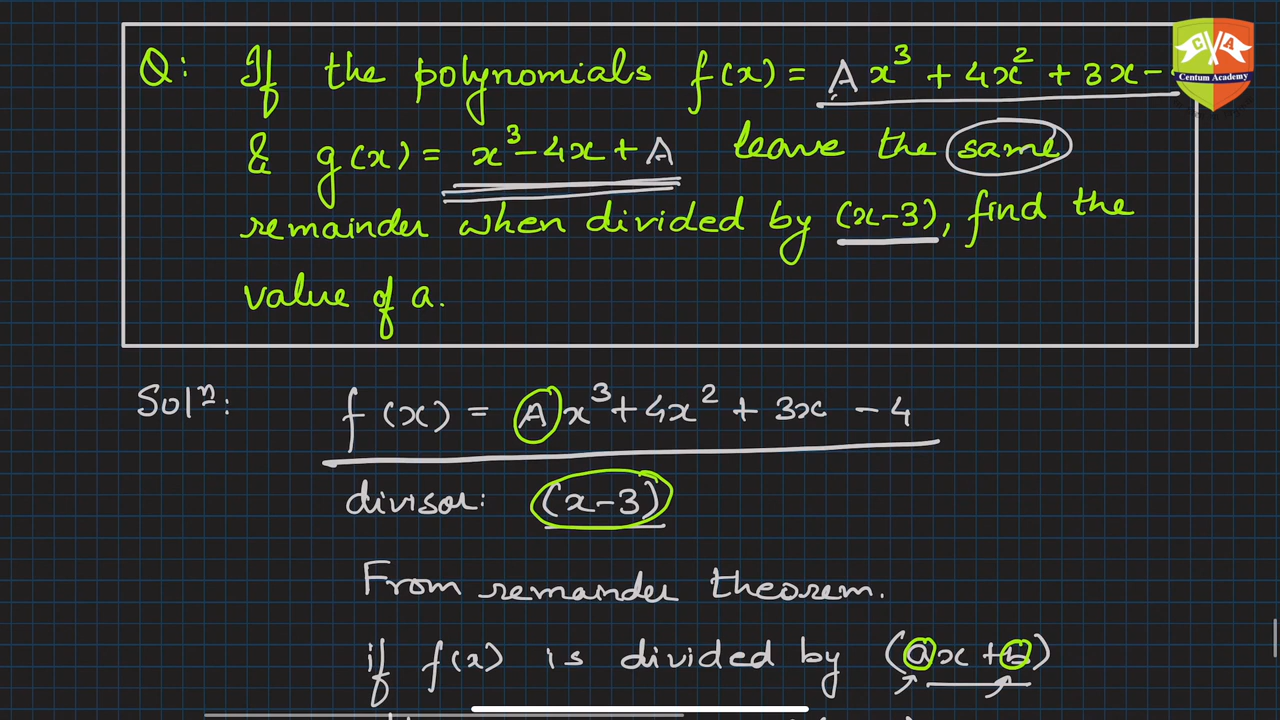 Q: If the polynomials f(x) = Ax³ + 4x² + 3x -
CA
Centum Academy
& g(x) = x³ - 4x + A leave the same
remainder when divided by (x-3), find the
value of a.
Solⁿ: f(x) = Ax³ + 4x² + 3x - 4
divisor: (x-3)
From remainder theorem.
if f(x) is divided by (ax + b)